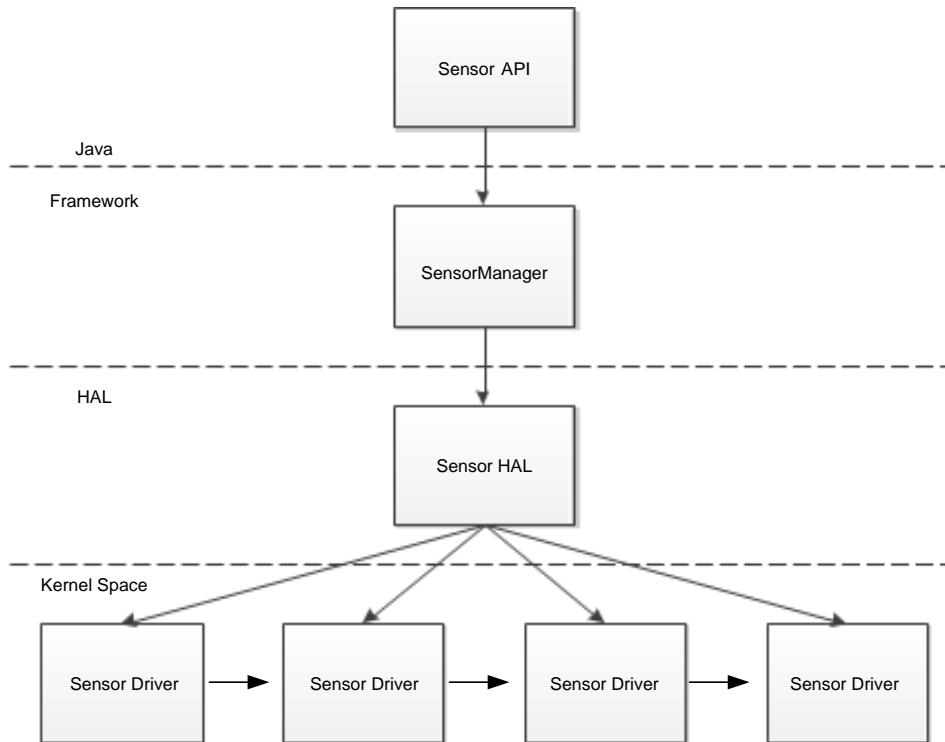 Sensor API
Java
Framework
SensorManager
HAL
Sensor HAL
Kernel Space
Sensor Driver
Sensor Driver
Sensor Driver
Sensor Driver